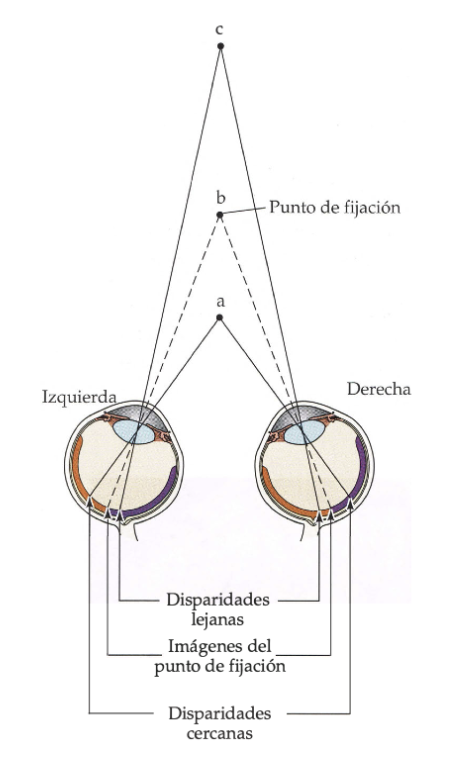 c
b
Punto de fijación
a
Izquierda
Derecha
Disparidades
lejanas
Imágenes del
punto de fijación
Disparidades
cercanas